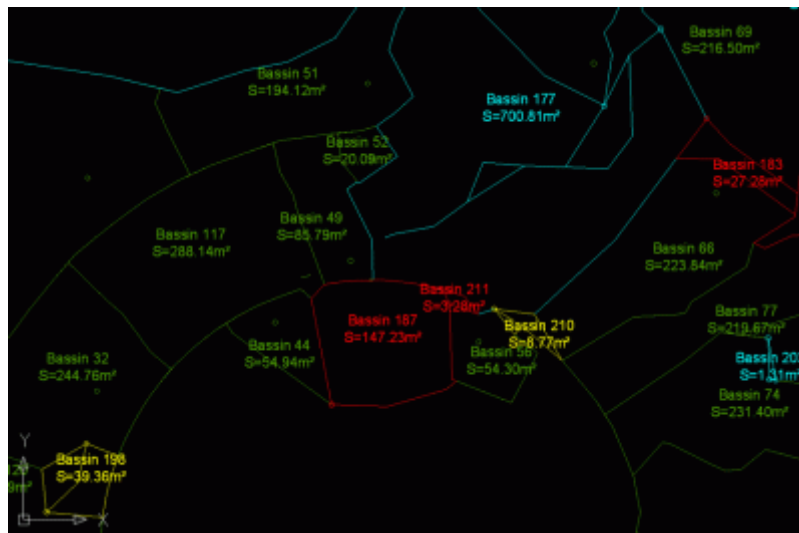 Bassin 69
S=216.50m²
Bassin 51
S=194.12m²
Bassin 177
S=700.81m²
Bassin 52
S=20.09m²
Bassin 183
S=27.28m²
Bassin 49
S=85.79m²
Bassin 117
S=288.14m²
Bassin 66
S=223.84m²
Bassin 211
S=3.28m²
Bassin 187
S=147.23m²
Bassin 210
S=8.77m²
Bassin 77
S=219.67m²
Bassin 44
S=54.94m²
Bassin 56
S=54.30m²
Bassin 32
S=244.76m²
S=1.31m²
Bassin 74
S=231.40m²
Y
Bassin 198
S=39.36m²
X